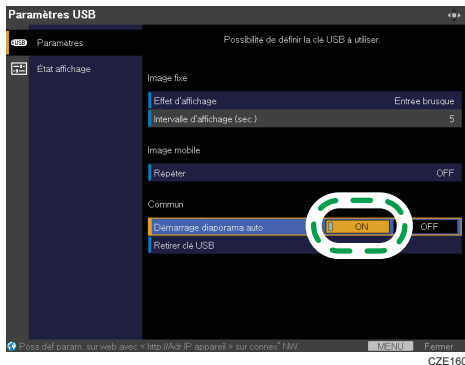 Paramètres USB
USB Paramètres
Possibilité de définir la clé USB à utiliser.
État affichage
Image fixe
Effet d'affichage Entrée brusque
Intervalle d'affichage (sec.) 5
Image mobile
Répéter OFF
Commun
Démarrage diaporama auto ON OFF
Retirer clé USB
Poss.déf.param. sur web avec « http://Adr.IP appareil » sur connex° NW. MENU Fermer
CZE160